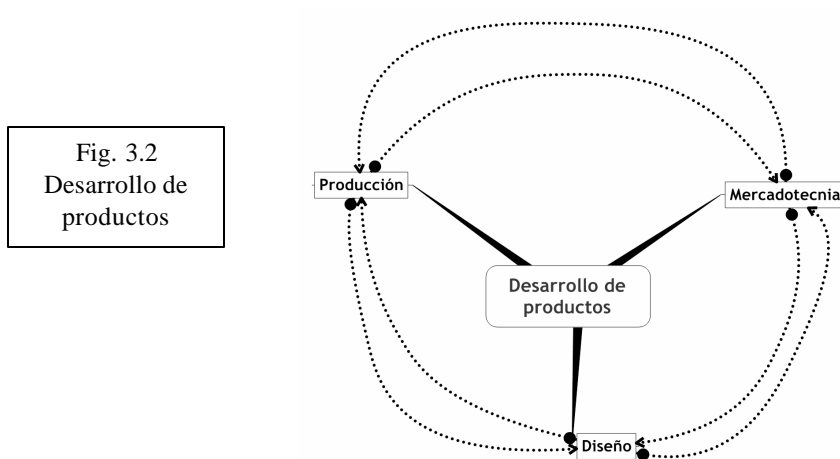 Fig. 3.2
Desarrollo de
productos
Producción
Mercadotecnia
Desarrollo de
productos
Diseño